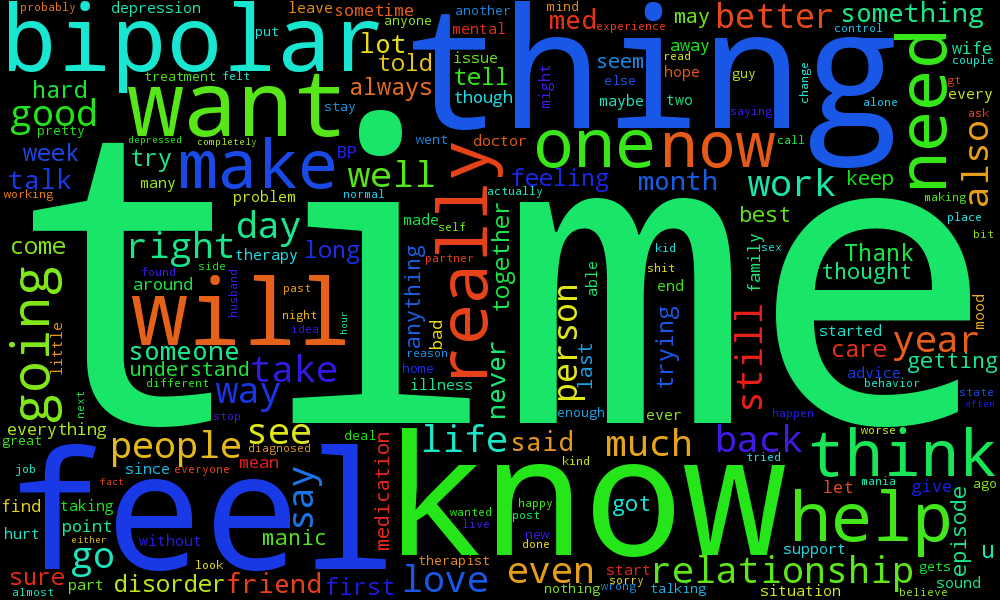 probably depression leave sometime anyone another mind med experience may better something
bipolar put lot told mental thing away control wife couple
treatment felt always issue tell seem read hope guy change need gt every
hard want stay though might else maybe two saying alone ask
good pretty depressed completely went doctor one now call also
week try make BP well feeling month work keep
talk many problem normal actually making
working day made self together best place bit
come right therapy long time kid family sex Thank thought
going found side around husband past partner anything really shit end able person trying still mood
little will night idea hour bad started year
someone understand take reason home never last care getting
different way illness advice behavior
next stop enough ever happen state often
everything see deal life said much back think worse
great people diagnosed kind tried
job since everyone mean medication know mania ago
fact feel say let give
find taking wanted happy post got help episode
hurt point either without manic live new done support u
go look therapist even start relationship gets
sure part disorder friend first love nothing sorry wrong talking situation sound
almost believe